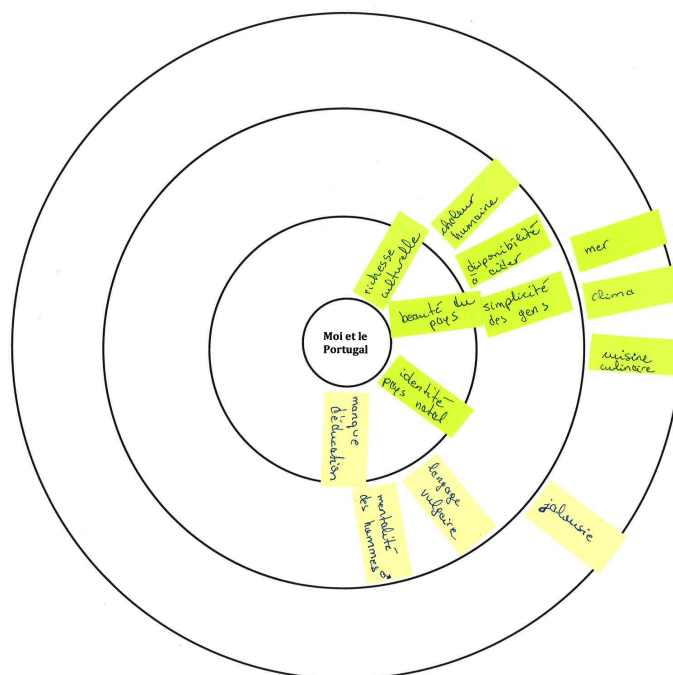 chaleur
humaine
richesse
culturelle
disponibilité
à aider
mer
beauté du
pays
simplicité
des gens
clima
Moi et le
Portugal
cuisine
culinaire
identité
pays natal
manque
d'éducation
langage
vulgaire
mentalité
des hommes ♂
jalousie